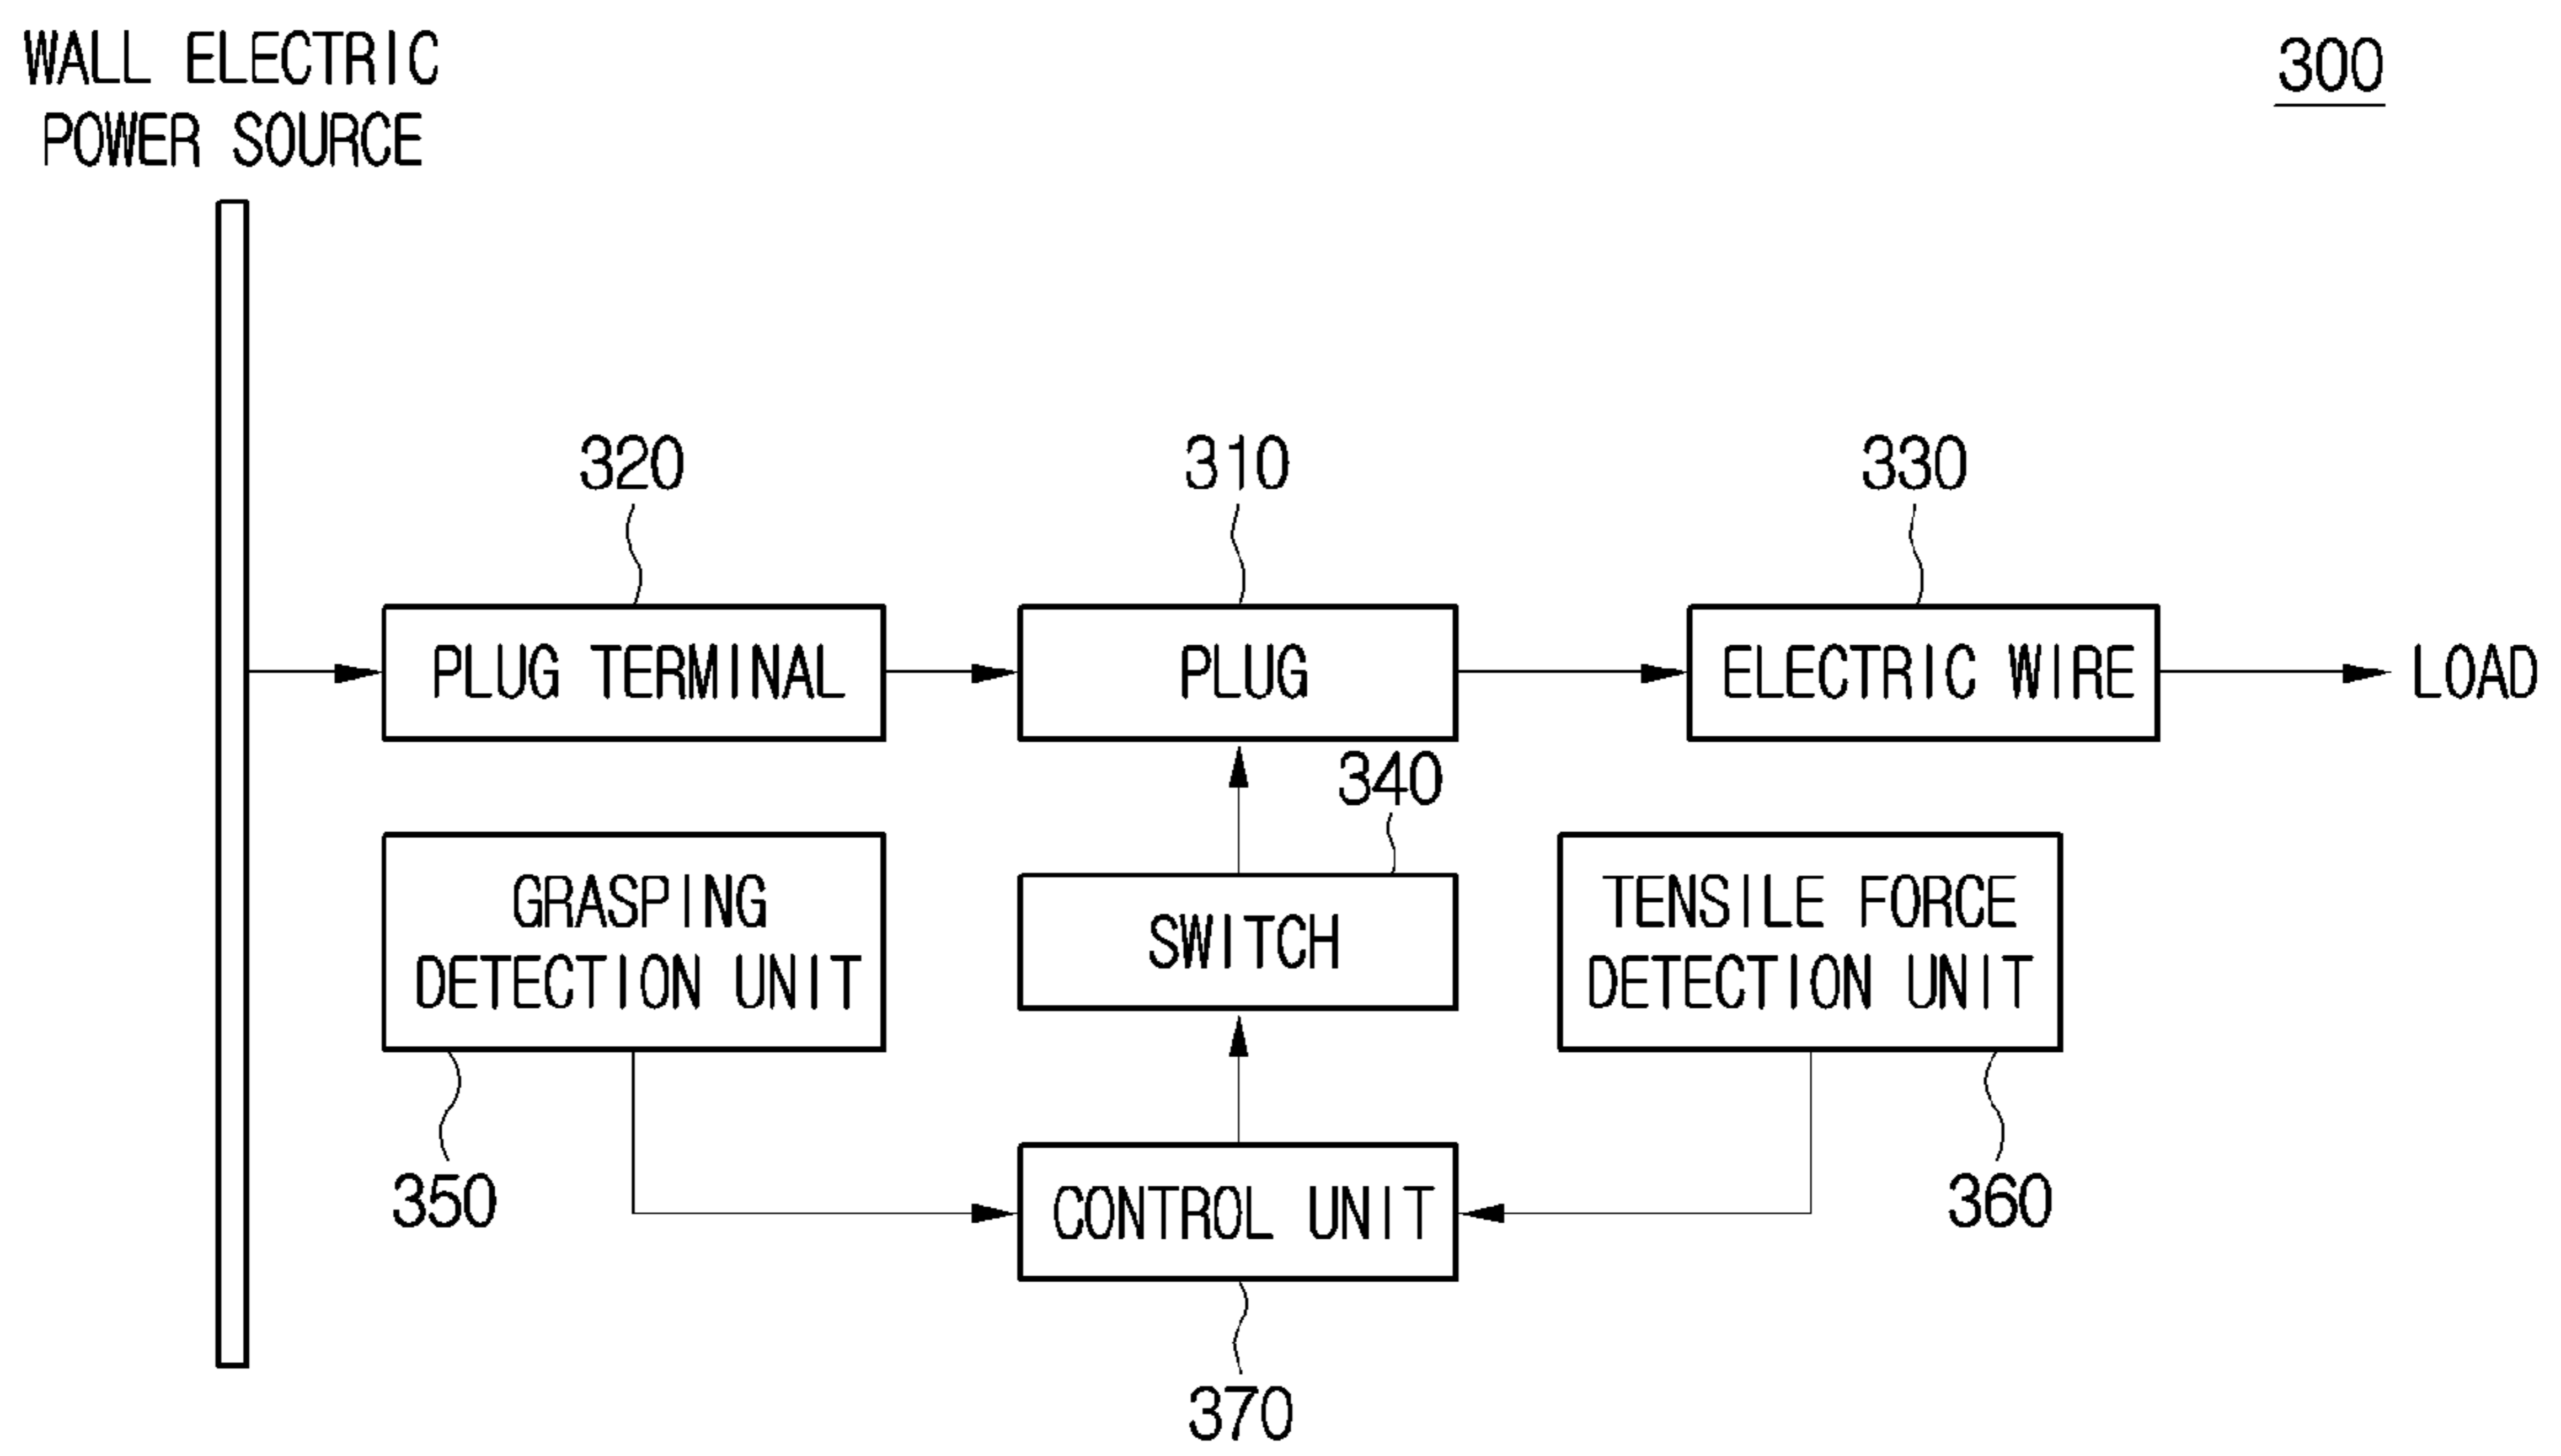 WALL ELECTRIC
POWER SOURCE
300
320
310
330
PLUG TERMINAL
PLUG
ELECTRIC WIRE
LOAD
340
GRASPING
DETECTION UNIT
SWITCH
TENSILE FORCE
DETECTION UNIT
350
CONTROL UNIT
360
370